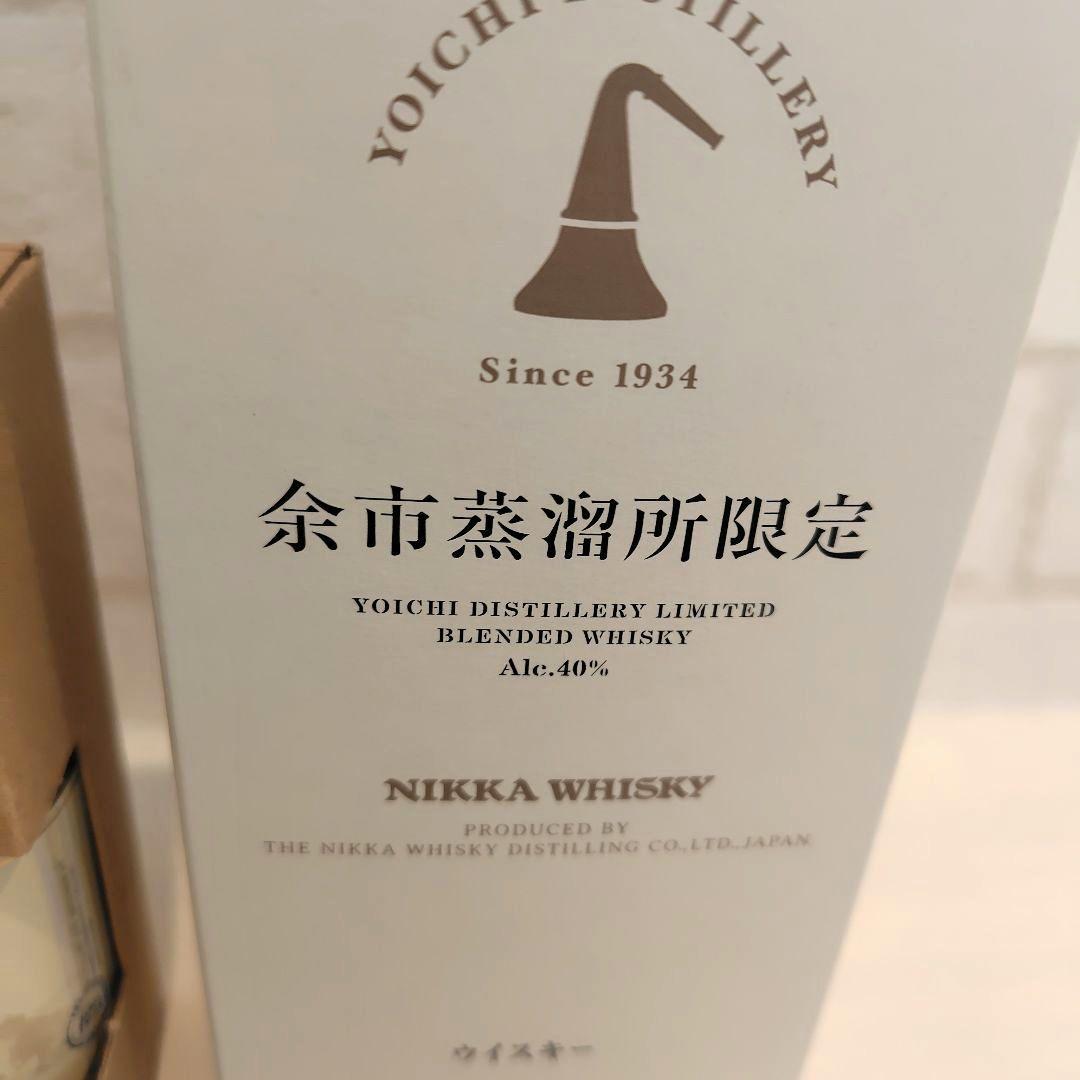 YOICHI DISTILLERY
Since 1934
余市蒸溜所限定
YOICHI DISTILLERY LIMITED
BLENDED WHISKY
Alc.40%
NIKKA WHISKY
PRODUCED BY
THE NIKKA WHISKY DISTILLING CO.,LTD.,JAPAN
ウイスキー